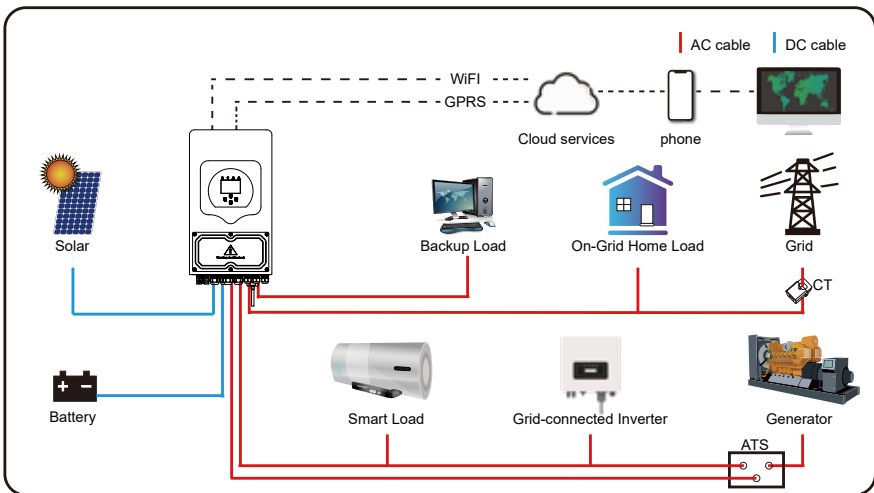 AC cable
DC cable
WiFI
GPRS
Cloud services
phone
Solar
Backup Load
On-Grid Home Load
Grid
CT
Battery
Smart Load
Grid-connected Inverter
Generator
ATS